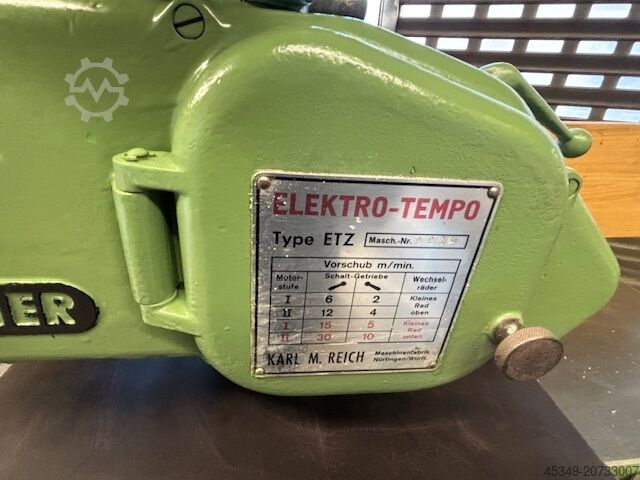 ELEKTRO-TEMPO
Type ETZ Masch.-Nr.
Vorschub m/min.
Motor-stufe Schalt-Getriebe Wechsel-räder
I 6 2 Kleines Rad oben
II 12 4
I 15 5 Kleines Rad unten
II 30 10
KARL M. REICH Maschinenfabrik Nürtingen/Württ.
45349-20733007